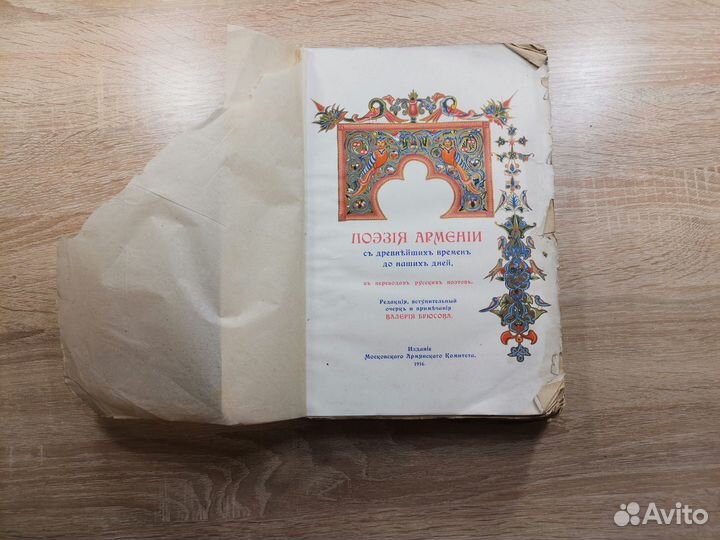 ПОЭЗІЯ АРМЕНІИ
съ древнѣйшихъ временъ
до нашихъ дней,
въ переводахъ русскихъ поэтовъ.
Редакція, вступительный
очеркъ и примѣчанія
ВАЛЕРІЯ БРЮСОВА.
Изданіе
Московскаго Армянскаго Комитета.
1916.
Avito